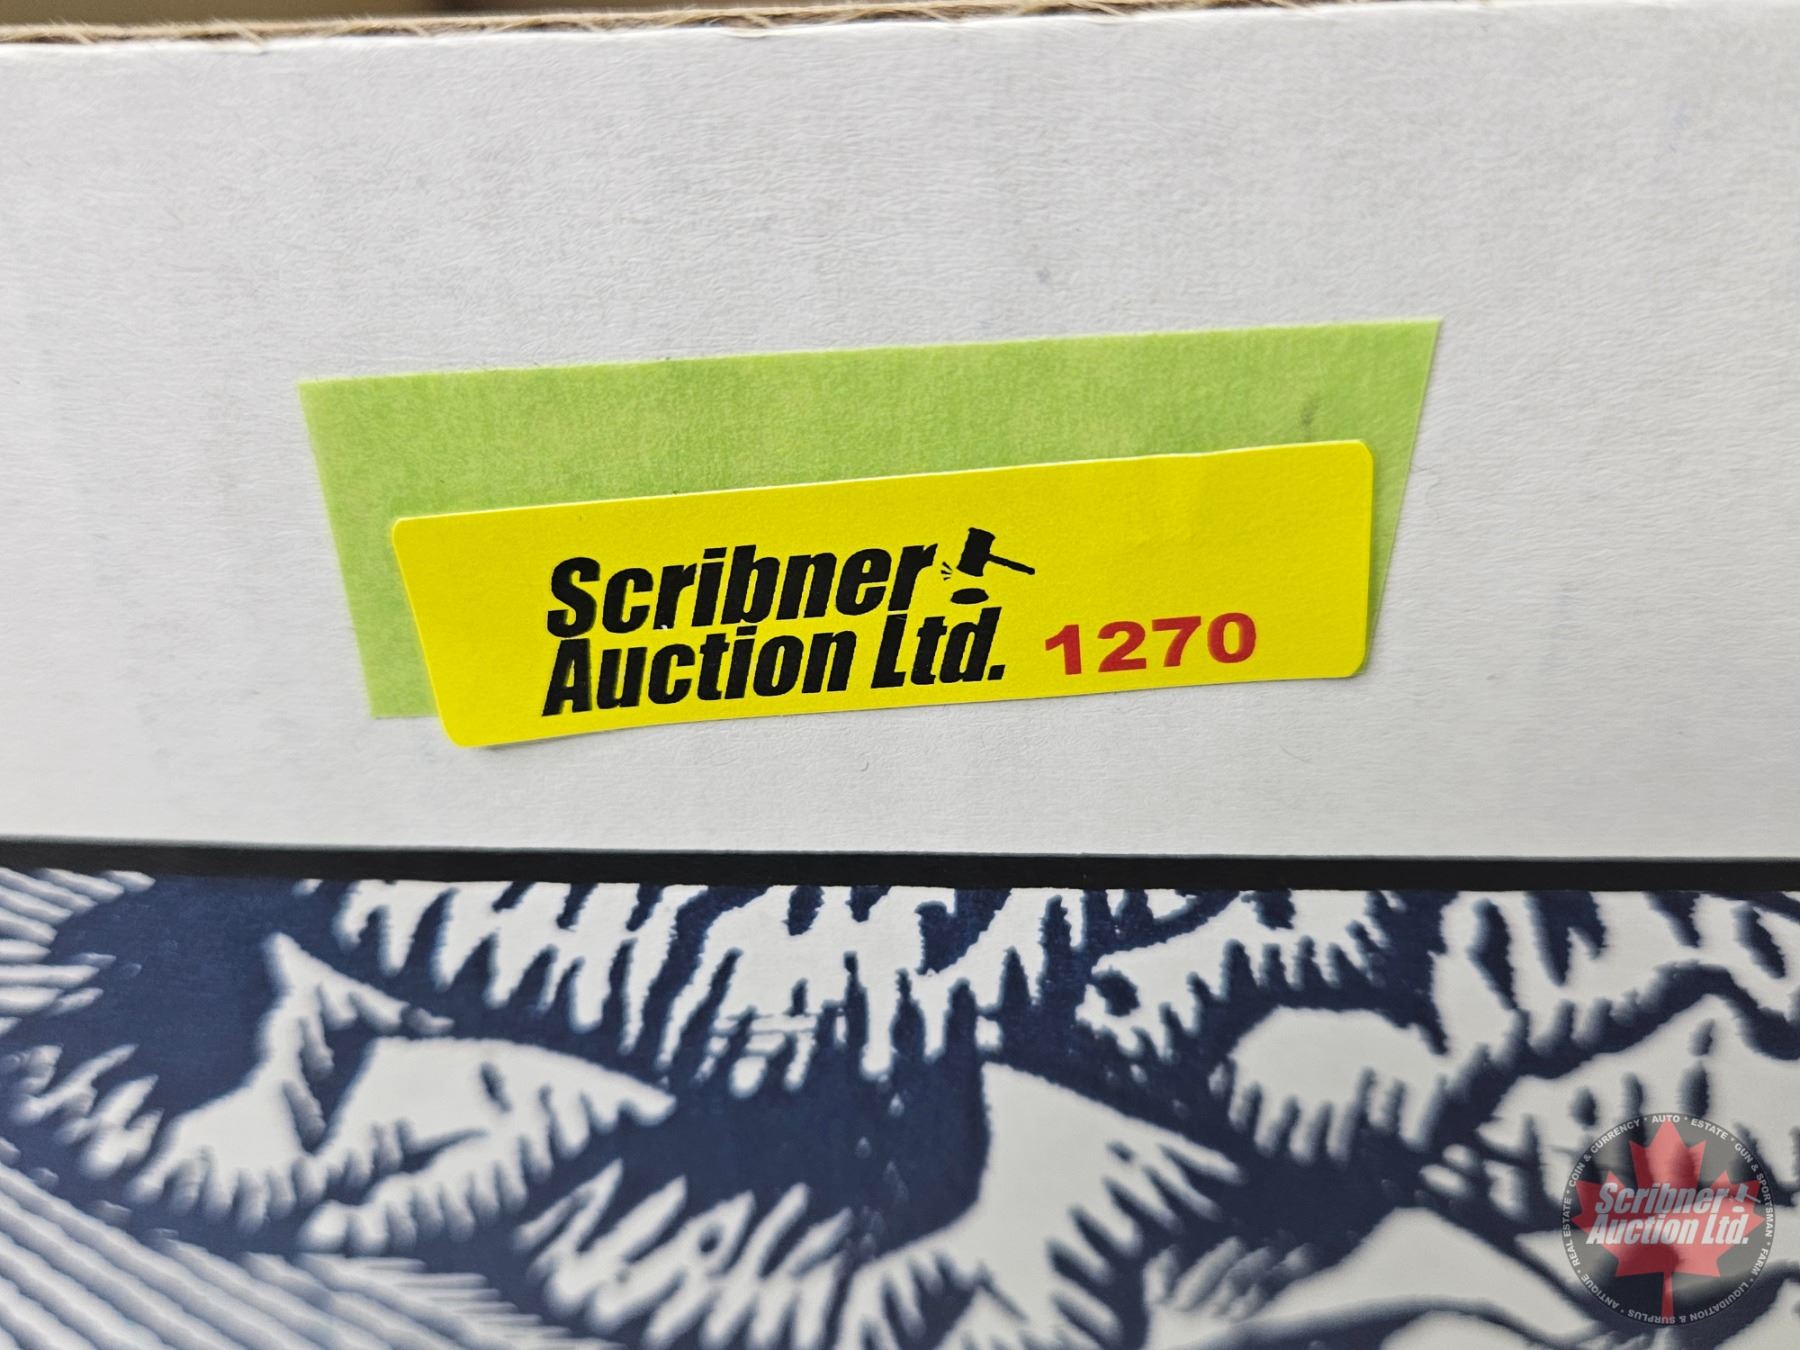 Scribner
Auction Ltd. 1270
COIN & CURRENCY * AUTO * ESTATE * GUN & SPORTSMAN * FARM * LIQUIDATION & SURPLUS * ANTIQUE * REAL ESTATE *
Scribner
Auction Ltd.